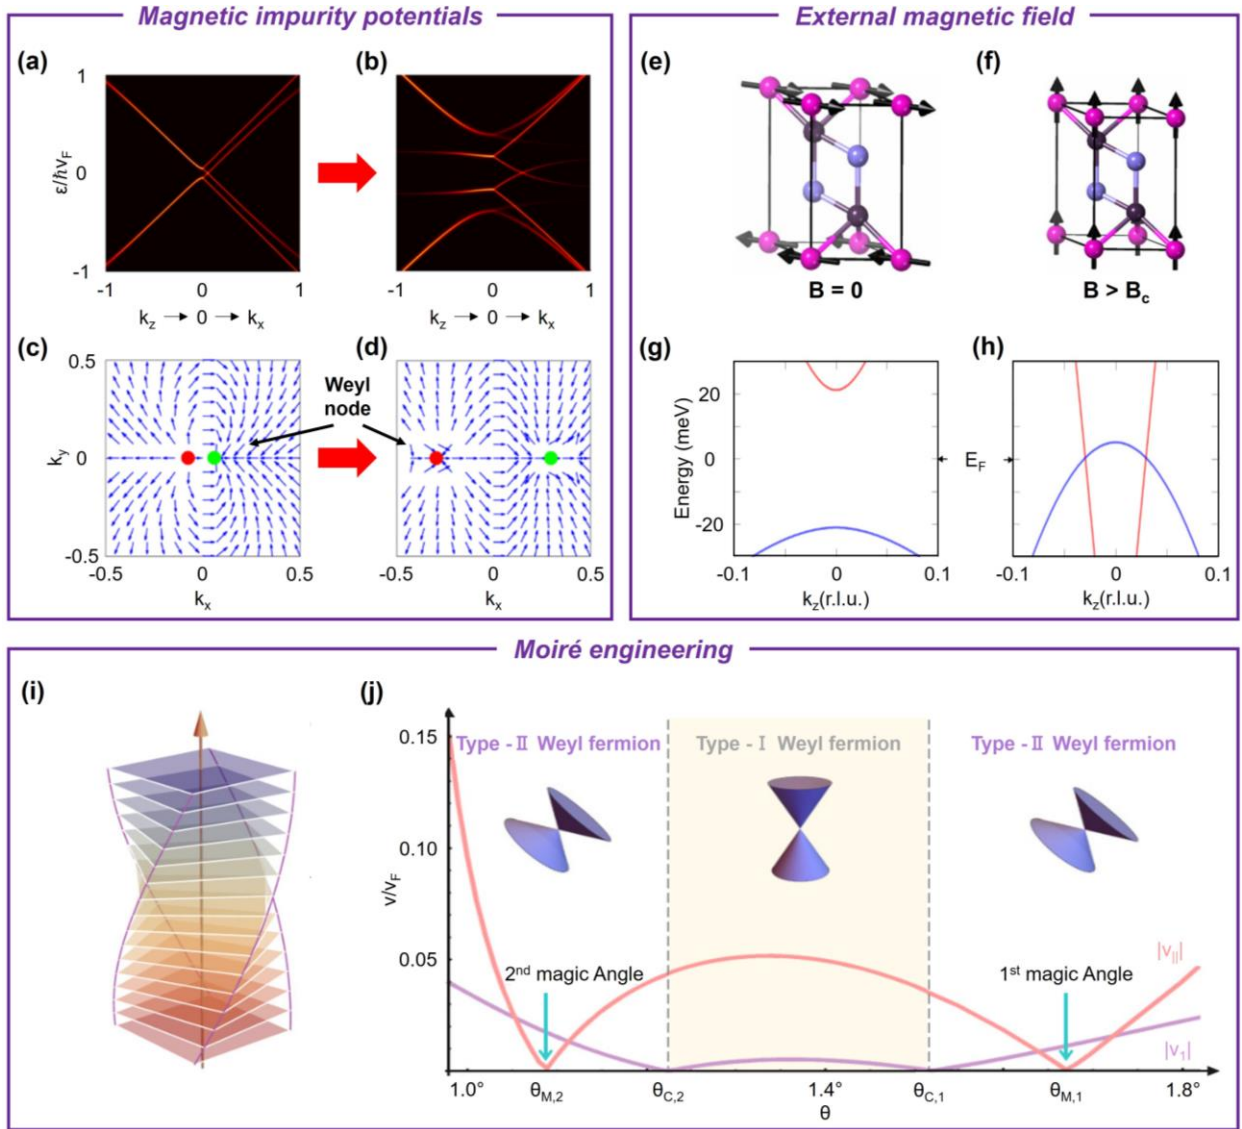 Magnetic impurity potentials
External magnetic field
(a)
(b)
(e)
(f)
1
0
-1
ε/ħv_F
-1 0 1
-1 0 1
k_z → 0 → k_x
k_z → 0 → k_x
B = 0
B > B_c
(c)
(d)
(g)
(h)
0.5
0
-0.5
k_y
Weyl
node
-0.5 0 0.5
-0.5 0 0.5
k_x
k_x
20
0
-20
Energy (meV)
E_F
-0.1 0 0.1
-0.1 0 0.1
k_z(r.l.u.)
k_z(r.l.u.)
Moiré engineering
(i)
(j)
0.15
0.10
0.05
v/v_F
Type - II Weyl fermion
Type - I Weyl fermion
Type - II Weyl fermion
2nd magic Angle
1st magic Angle
|v_||||
|v_1|
1.0° θ_M,2 θ_C,2 1.4° θ_C,1 θ_M,1 1.8°
θ